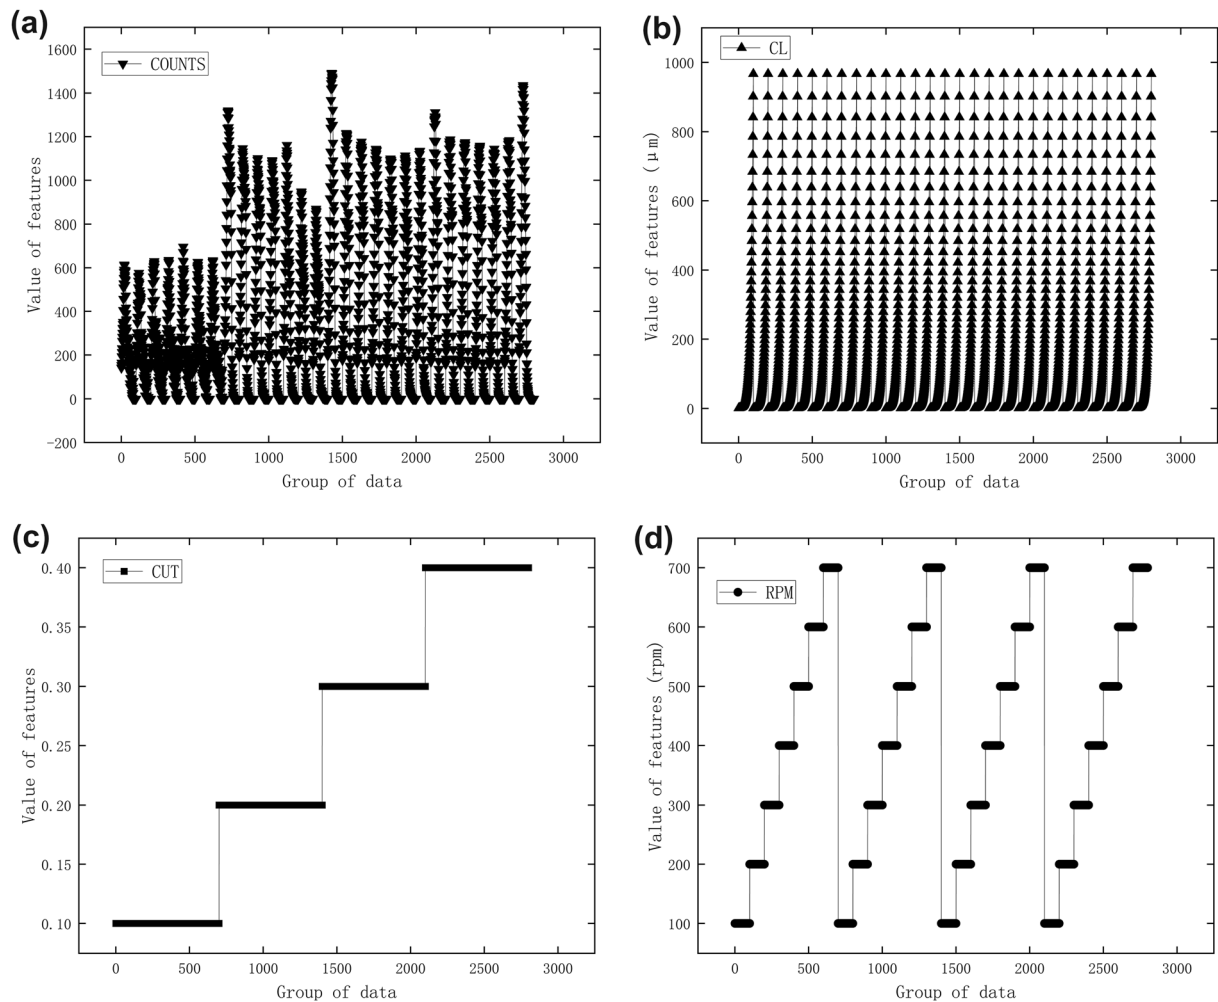 (a)
COUNTS
Value of features
1600
1400
1200
1000
800
600
400
200
0
-200
0 500 1000 1500 2000 2500 3000
Group of data
(b)
CL
Value of features (μm)
1000
800
600
400
200
0
0 500 1000 1500 2000 2500 3000
Group of data
(c)
CUT
Value of features
0.40
0.35
0.30
0.25
0.20
0.15
0.10
0 500 1000 1500 2000 2500 3000
Group of data
(d)
RPM
Value of features (rpm)
700
600
500
400
300
200
100
0 500 1000 1500 2000 2500 3000
Group of data